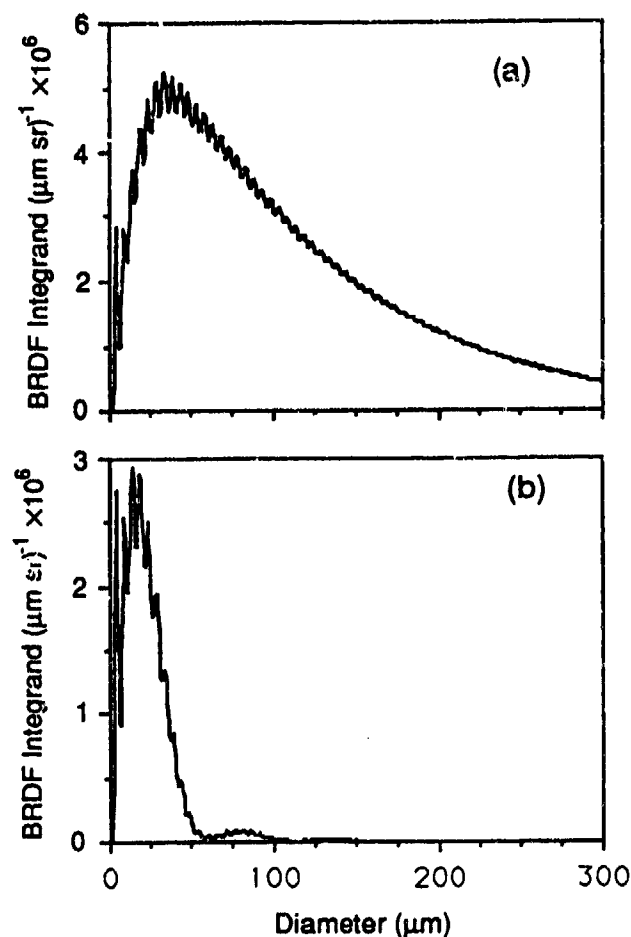 6
(a)
4
2
0
BRDF Integrand (μm sr)⁻¹ ×10⁶
3
(b)
2
1
0
BRDF Integrand (μm sr)⁻¹ ×10⁶
0 100 200 300
Diameter (μm)